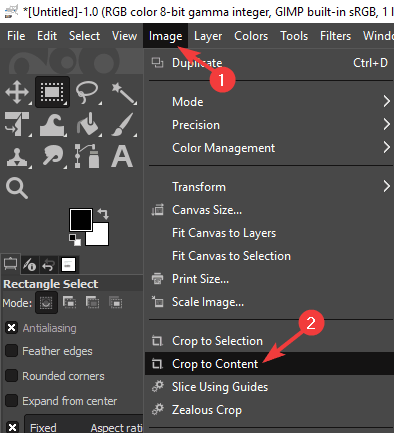 *[Untitled]-1.0 (RGB color 8-bit gamma integer, GIMP built-in sRGB, 1 l
File Edit Select View Image Layer Colors Tools Filters Windo
Duplicate Ctrl+D
1
Mode
Precision
Color Management
Transform
Canvas Size...
Fit Canvas to Layers
Fit Canvas to Selection
Print Size...
Scale Image...
2
Crop to Selection
Crop to Content
Slice Using Guides
Zealous Crop
Rectangle Select
Mode:
Antialiasing
Feather edges
Rounded corners
Expand from center
Fixed Aspect rati